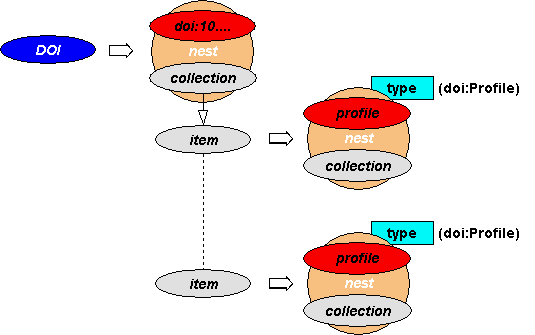 doi:10....
DOI
nest
collection
type (doi:Profile)
profile
item
nest
collection
type (doi:Profile)
profile
item
nest
collection